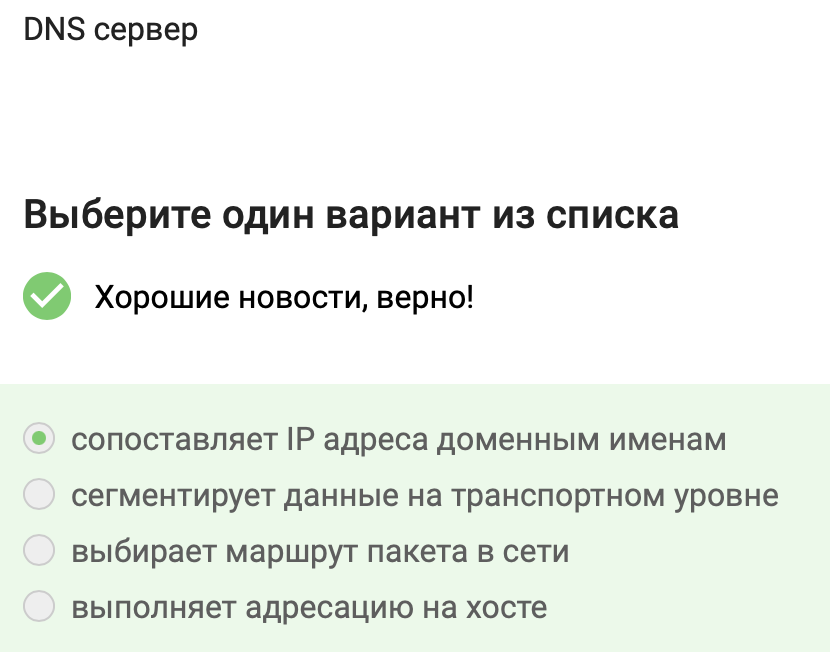 DNS сервер
Выберите один вариант из списка
Хорошие новости, верно!
сопоставляет IP адреса доменным именам
сегментирует данные на транспортном уровне
выбирает маршрут пакета в сети
выполняет адресацию на хосте